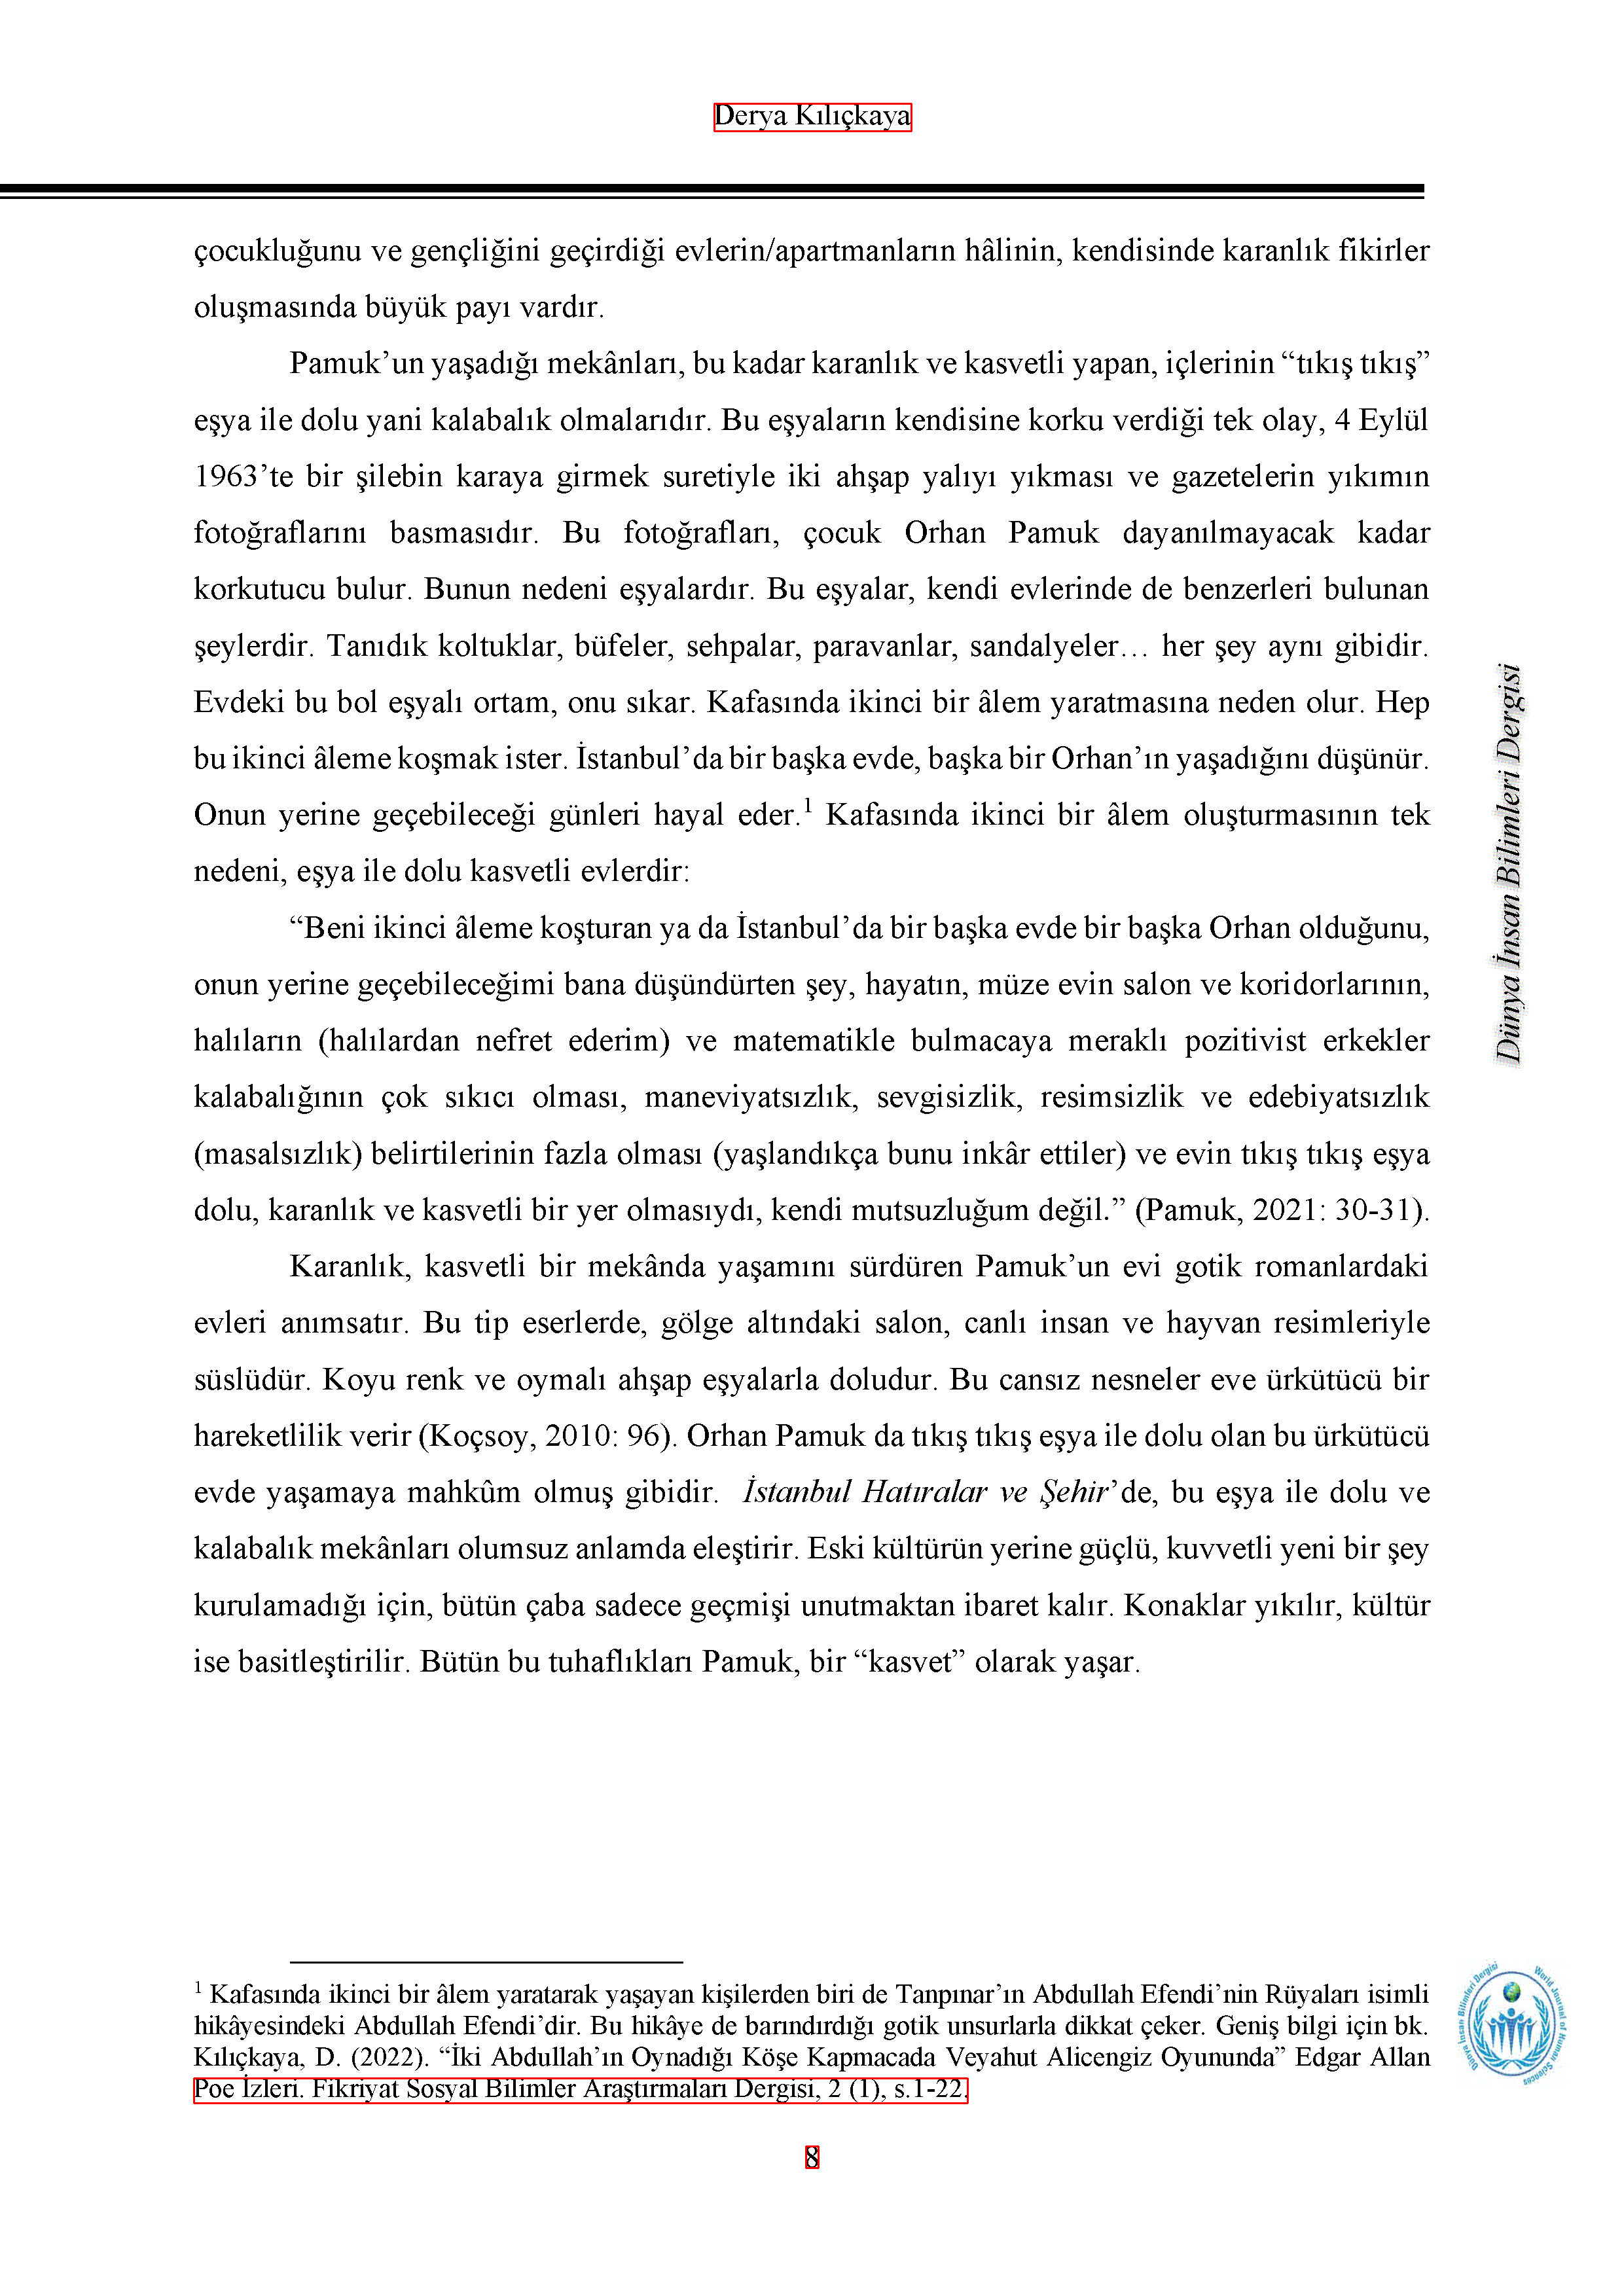 Derya Kılıçkaya
çocukluğunu ve gençliğini geçirdiği evlerin/apartmanların hâlinin, kendisinde karanlık fikirler
oluşmasında büyük payı vardır.
Pamuk’un yaşadığı mekânları, bu kadar karanlık ve kasvetli yapan, içlerinin “tıkış tıkış”
eşya ile dolu yani kalabalık olmalarıdır. Bu eşyaların kendisine korku verdiği tek olay, 4 Eylül
1963’te bir şilebin karaya girmek suretiyle iki ahşap yalıyı yıkması ve gazetelerin yıkımın
fotoğraflarını basmasıdır. Bu fotoğrafları, çocuk Orhan Pamuk dayanılmayacak kadar
korkutucu bulur. Bunun nedeni eşyalardır. Bu eşyalar, kendi evlerinde de benzerleri bulunan
şeylerdir. Tanıdık koltuklar, büfeler, sehpalar, paravanlar, sandalyeler… her şey aynı gibidir.
Evdeki bu bol eşyalı ortam, onu sıkar. Kafasında ikinci bir âlem yaratmasına neden olur. Hep
bu ikinci âleme koşmak ister. İstanbul’da bir başka evde, başka bir Orhan’ın yaşadığını düşünür.
Onun yerine geçebileceği günleri hayal eder.¹ Kafasında ikinci bir âlem oluşturmasının tek
nedeni, eşya ile dolu kasvetli evlerdir:
“Beni ikinci âleme koşturan ya da İstanbul’da bir başka evde bir başka Orhan olduğunu,
onun yerine geçebileceğimi bana düşündürten şey, hayatın, müze evin salon ve koridorlarının,
halıların (halılardan nefret ederim) ve matematikle bulmacaya meraklı pozitivist erkekler
kalabalığının çok sıkıcı olması, maneviyatsızlık, sevgisizlik, resimsizlik ve edebiyatsızlık
(masalsızlık) belirtilerinin fazla olması (yaşlandıkça bunu inkâr ettiler) ve evin tıkış tıkış eşya
dolu, karanlık ve kasvetli bir yer olmasıydı, kendi mutsuzluğum değil.” (Pamuk, 2021: 30-31).
Karanlık, kasvetli bir mekânda yaşamını sürdüren Pamuk’un evi gotik romanlardaki
evleri anımsatır. Bu tip eserlerde, gölge altındaki salon, canlı insan ve hayvan resimleriyle
süslüdür. Koyu renk ve oymalı ahşap eşyalarla doludur. Bu cansız nesneler eve ürkütücü bir
hareketlilik verir (Koçsoy, 2010: 96). Orhan Pamuk da tıkış tıkış eşya ile dolu olan bu ürkütücü
evde yaşamaya mahkûm olmuş gibidir. İstanbul Hatıralar ve Şehir’de, bu eşya ile dolu ve
kalabalık mekânları olumsuz anlamda eleştirir. Eski kültürün yerine güçlü, kuvvetli yeni bir şey
kurulamadığı için, bütün çaba sadece geçmişi unutmaktan ibaret kalır. Konaklar yıkılır, kültür
ise basitleştirilir. Bütün bu tuhaflıkları Pamuk, bir “kasvet” olarak yaşar.
Dünya İnsan Bilimleri Dergisi
¹ Kafasında ikinci bir âlem yaratarak yaşayan kişilerden biri de Tanpınar’ın Abdullah Efendi’nin Rüyaları isimli
hikâyesindeki Abdullah Efendi’dir. Bu hikâye de barındırdığı gotik unsurlarla dikkat çeker. Geniş bilgi için bk.
Kılıçkaya, D. (2022). “İki Abdullah’ın Oynadığı Köşe Kapmacada Veyahut Alicengiz Oyununda” Edgar Allan
Poe İzleri. Fikriyat Sosyal Bilimler Araştırmaları Dergisi, 2 (1), s.1-22.
Dünya İnsan Bilimleri Dergisi
World Journal of Human Sciences
8